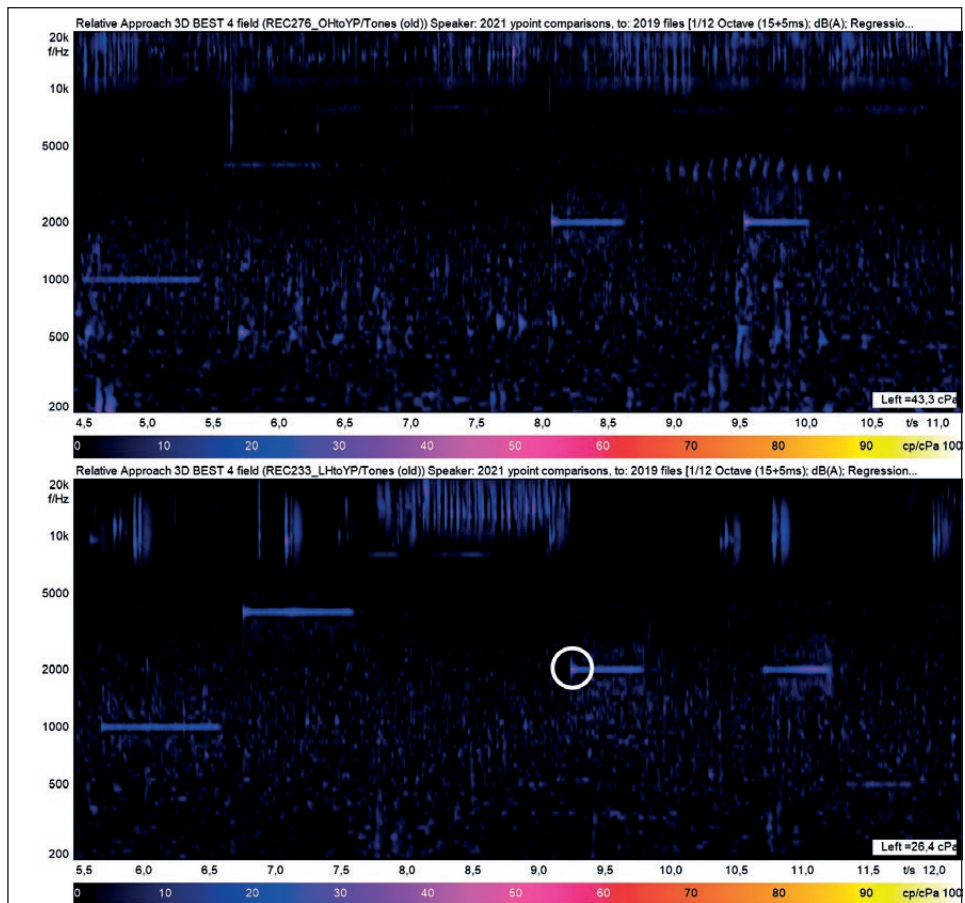 Relative Approach 3D BEST 4 field (REC276_OHtoYP/Tones (old)) Speaker: 2021 ypoint comparisons, to: 2019 files [1/12 Octave (15+5ms); dB(A); Regression...
20k
f/Hz
10k
5000
2000
1000
500
200
Left =43,3 cPa
4,5 5,0 5,5 6,0 6,5 7,0 7,5 8,0 8,5 9,0 9,5 10,0 10,5 t/s 11,0
0 10 20 30 40 50 60 70 80 90 cp/cPa 100
Relative Approach 3D BEST 4 field (REC233_LHtoYP/Tones (old)) Speaker: 2021 ypoint comparisons, to: 2019 files [1/12 Octave (15+5ms); dB(A); Regression...
20k
f/Hz
10k
5000
2000
1000
500
200
Left =26,4 cPa
5,5 6,0 6,5 7,0 7,5 8,0 8,5 9,0 9,5 10,0 10,5 11,0 11,5 t/s 12,0
0 10 20 30 40 50 60 70 80 90 cp/cPa 100